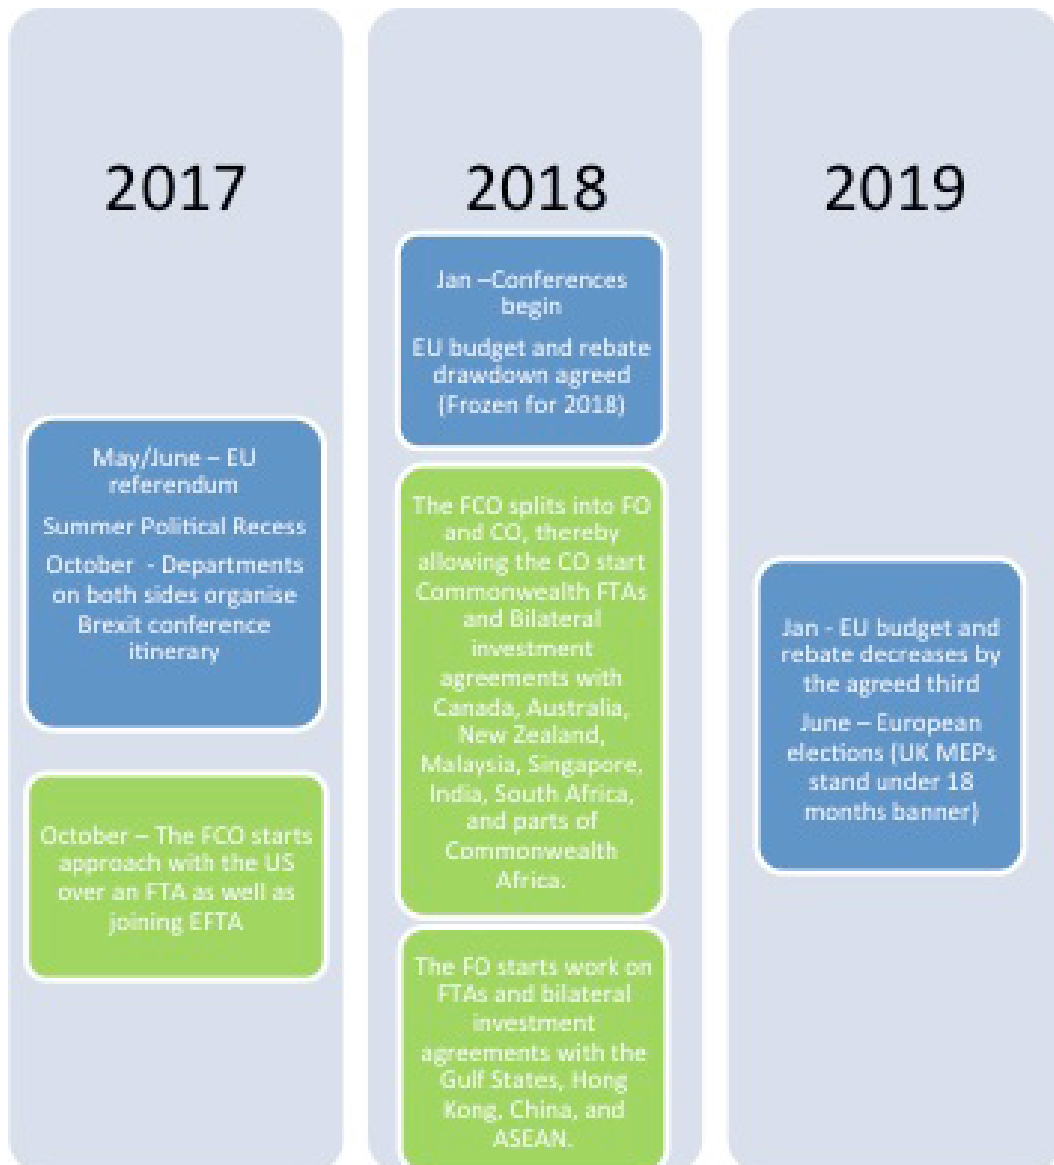 2017
May/June – EU
referendum
Summer Political Recess
October  - Departments
on both sides organise
Brexit conference
itinerary
October – The FCO starts
approach with the US
over an FTA as well as
joining EFTA
2018
Jan –Conferences
begin
EU budget and rebate
drawdown agreed
(Frozen for 2018)
The FCO splits into FO
and CO, thereby
allowing the CO start
Commonwealth FTAs
and Bilateral
investment
agreements with
Canada, Australia,
New Zealand,
Malaysia, Singapore,
India, South Africa,
and parts of
Commonwealth
Africa.
The FO starts work on
FTAs and bilateral
investment
agreements with the
Gulf States, Hong
Kong, China, and
ASEAN.
2019
Jan - EU budget and
rebate decreases by
the agreed third
June – European
elections (UK MEPs
stand under 18
months banner)